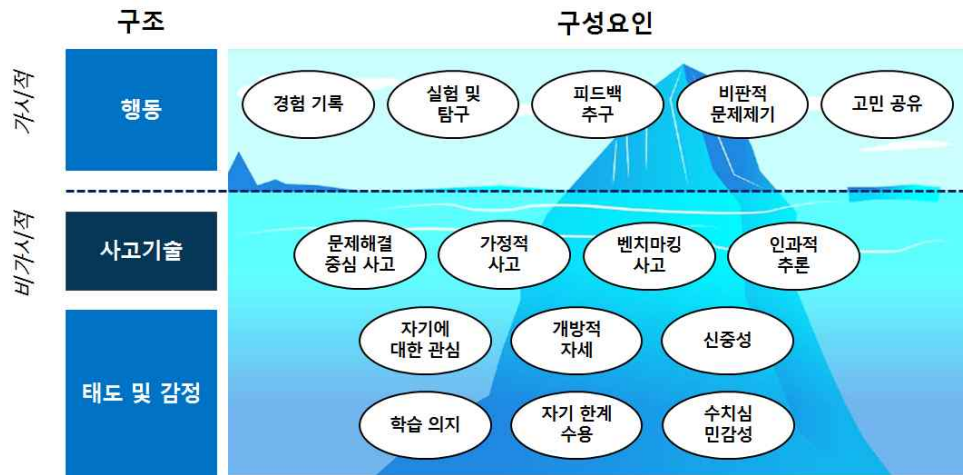 구조
구성요인
가시적
행동
경험 기록
실험 및
탐구
피드백
추구
비판적
문제제기
고민 공유
비가시적
사고기술
문제해결
중심 사고
가정적
사고
벤치마킹
사고
인과적
추론
태도 및 감정
자기에
대한 관심
개방적
자세
신중성
학습 의지
자기 한계
수용
수치심
민감성